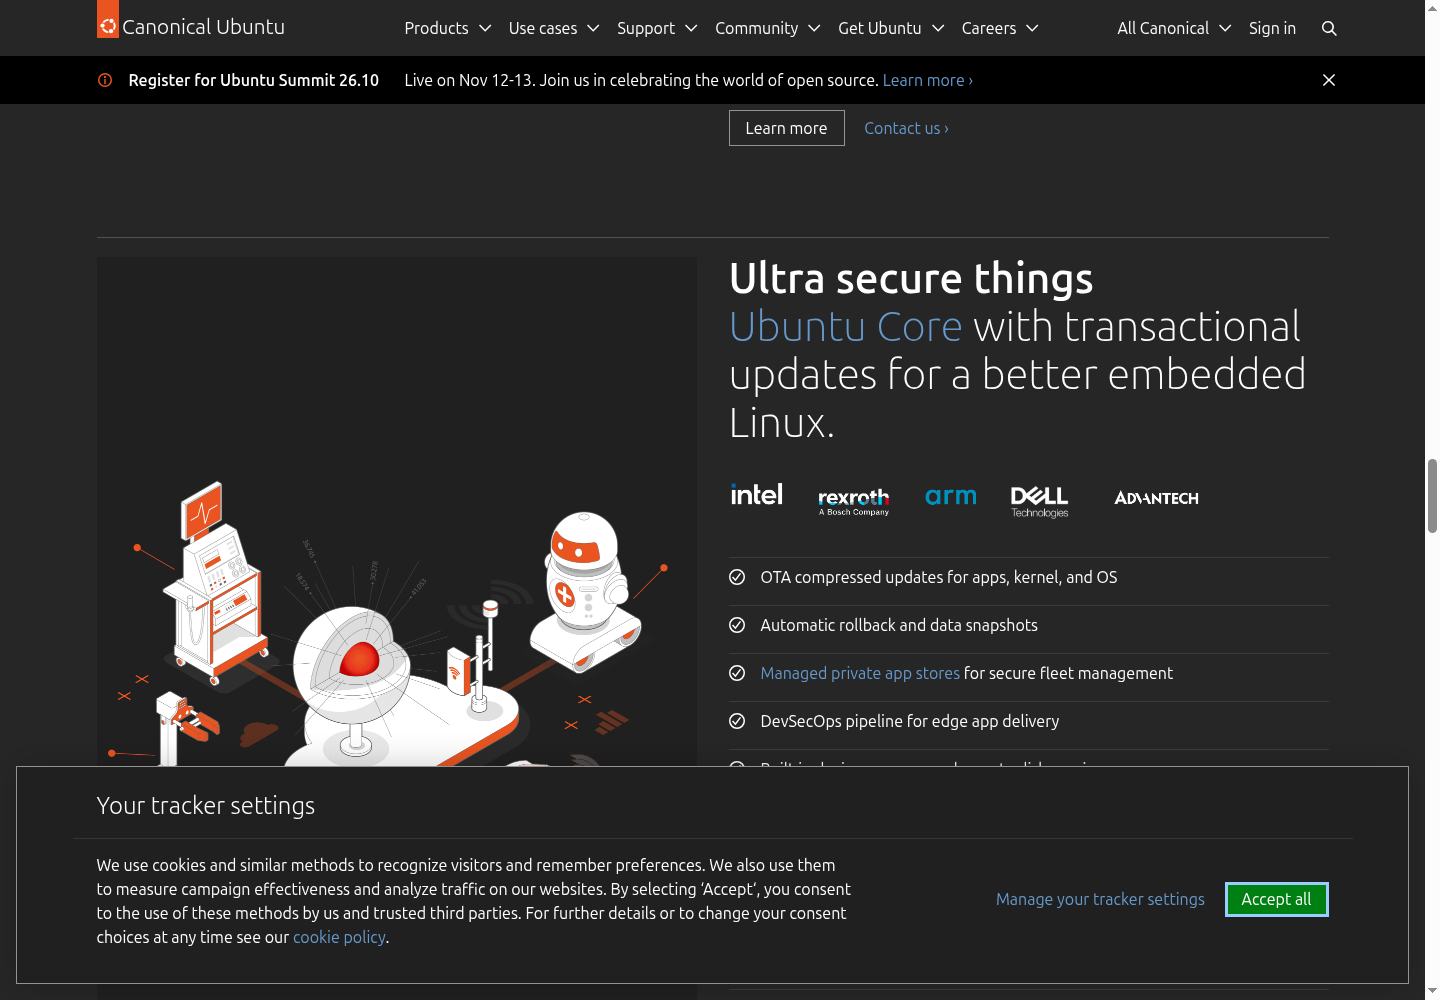 Canonical Ubuntu
Products
Use cases
Support
Community
Get Ubuntu
Careers
All Canonical
Sign in
Register for Ubuntu Summit 26.10
Live on Nov 12-13. Join us in celebrating the world of open source. Learn more ›
Learn more
Contact us ›
Ultra secure things
Ubuntu Core with transactional
updates for a better embedded
Linux.
intel
rexroth
A Bosch Company
arm
DELL
Technologies
ADVANTECH
OTA compressed updates for apps, kernel, and OS
Automatic rollback and data snapshots
Managed private app stores for secure fleet management
DevSecOps pipeline for edge app delivery
Your tracker settings
We use cookies and similar methods to recognize visitors and remember preferences. We also use them
to measure campaign effectiveness and analyze traffic on our websites. By selecting ‘Accept‘, you consent
to the use of these methods by us and trusted third parties. For further details or to change your consent
choices at any time see our cookie policy.
Manage your tracker settings
Accept all